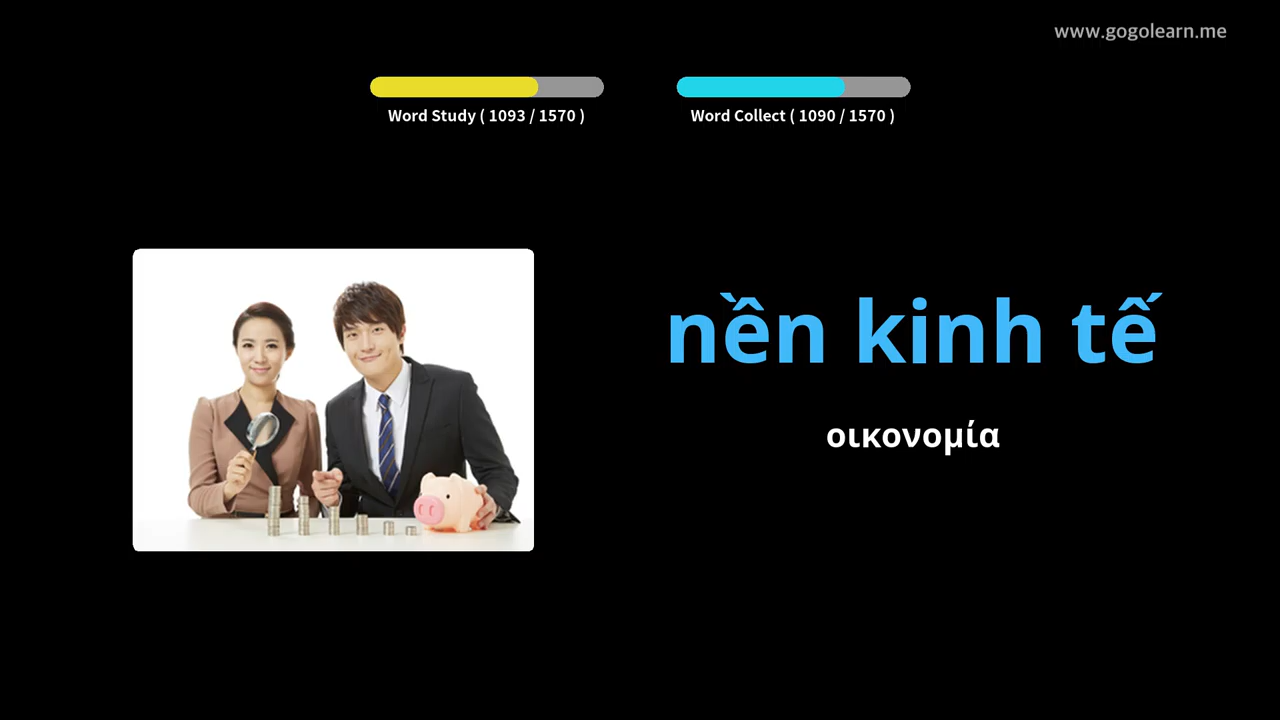 www.gogolearn.me
Word Study ( 1093 / 1570 )
Word Collect ( 1090 / 1570 )
nền kinh tế
οικονομία